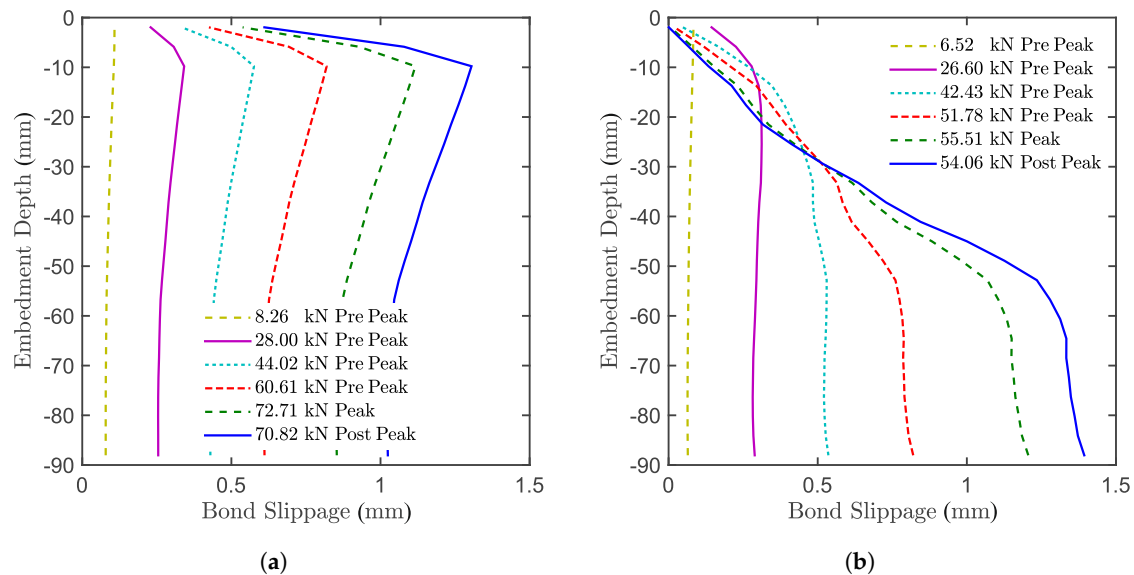 0
-10
-20
-30
-40
-50
-60
-70
-80
-90
Embedment Depth (mm)
8.26 kN Pre Peak
28.00 kN Pre Peak
44.02 kN Pre Peak
60.61 kN Pre Peak
72.71 kN Peak
70.82 kN Post Peak
0 0.5 1 1.5
Bond Slippage (mm)
(a)
0
-10
-20
-30
-40
-50
-60
-70
-80
-90
Embedment Depth (mm)
6.52 kN Pre Peak
26.60 kN Pre Peak
42.43 kN Pre Peak
51.78 kN Pre Peak
55.51 kN Peak
54.06 kN Post Peak
0 0.5 1 1.5
Bond Slippage (mm)
(b)